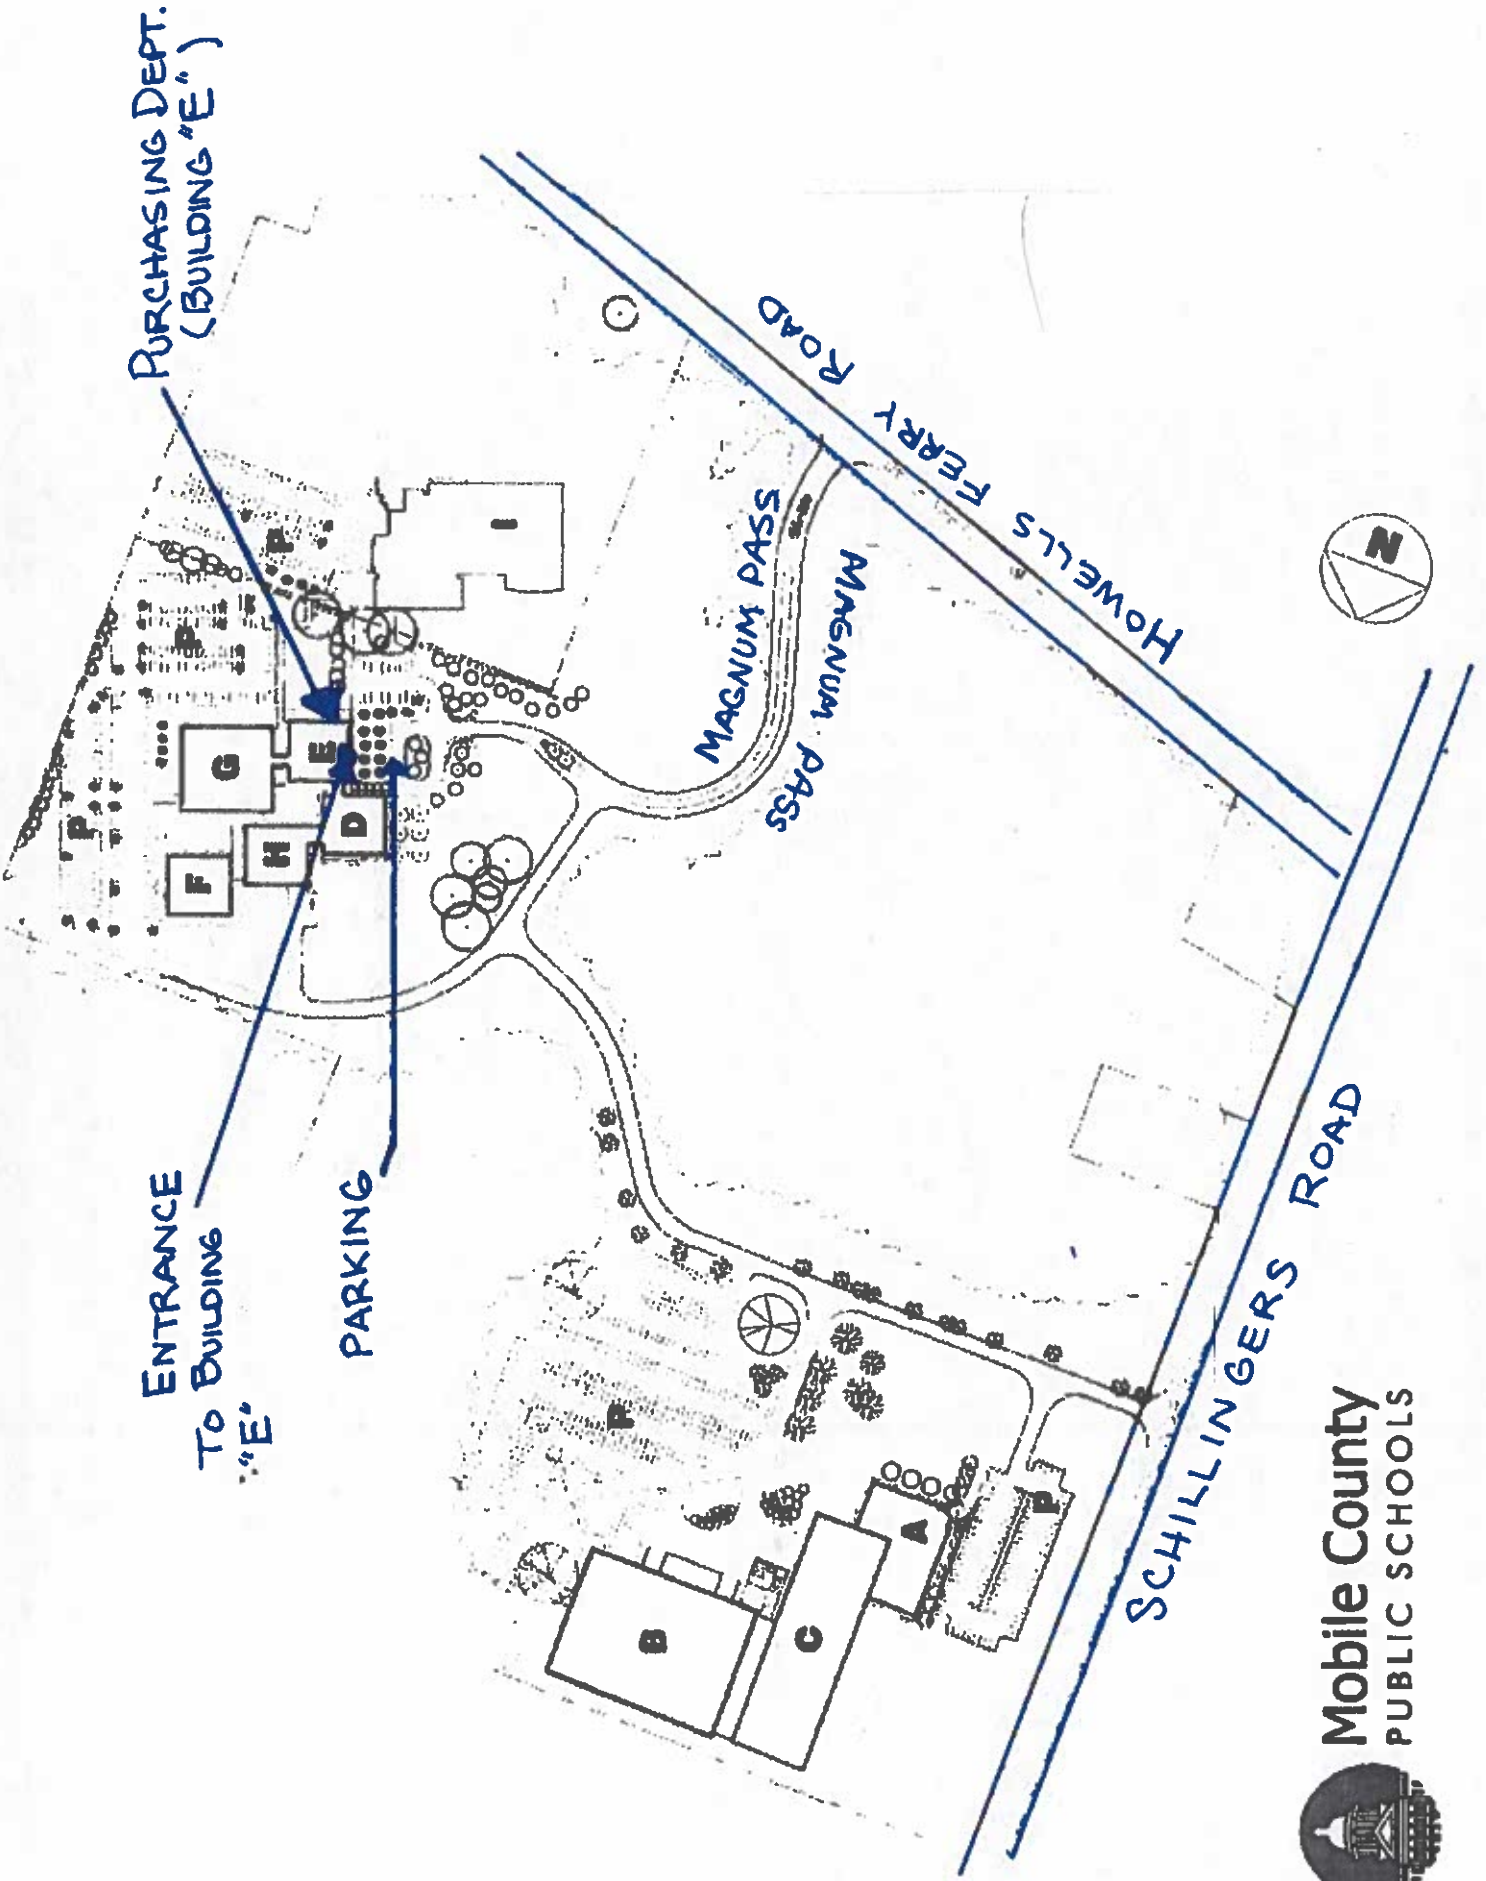 PURCHASING DEPT.
(BUILDING "E")
ENTRANCE
TO BUILDING
"E"
PARKING
MAGNUM PASS
MAGNUM PASS
HOWELLS FERRY ROAD
SCHILLINGERS ROAD
P
P
P
G
E
F
H
D
I
P
B
C
A
P
N
Mobile County
PUBLIC SCHOOLS